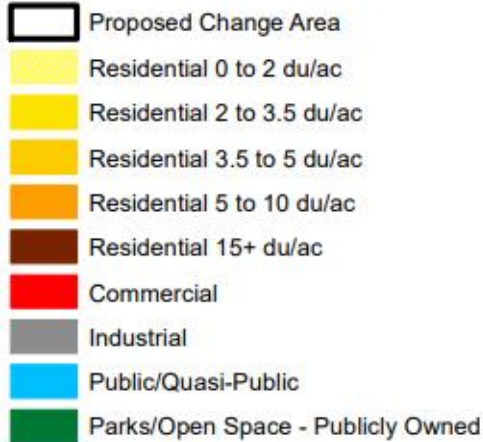 Proposed Change Area
Residential 0 to 2 du/ac
Residential 2 to 3.5 du/ac
Residential 3.5 to 5 du/ac
Residential 5 to 10 du/ac
Residential 15+ du/ac
Commercial
Industrial
Public/Quasi-Public
Parks/Open Space - Publicly Owned